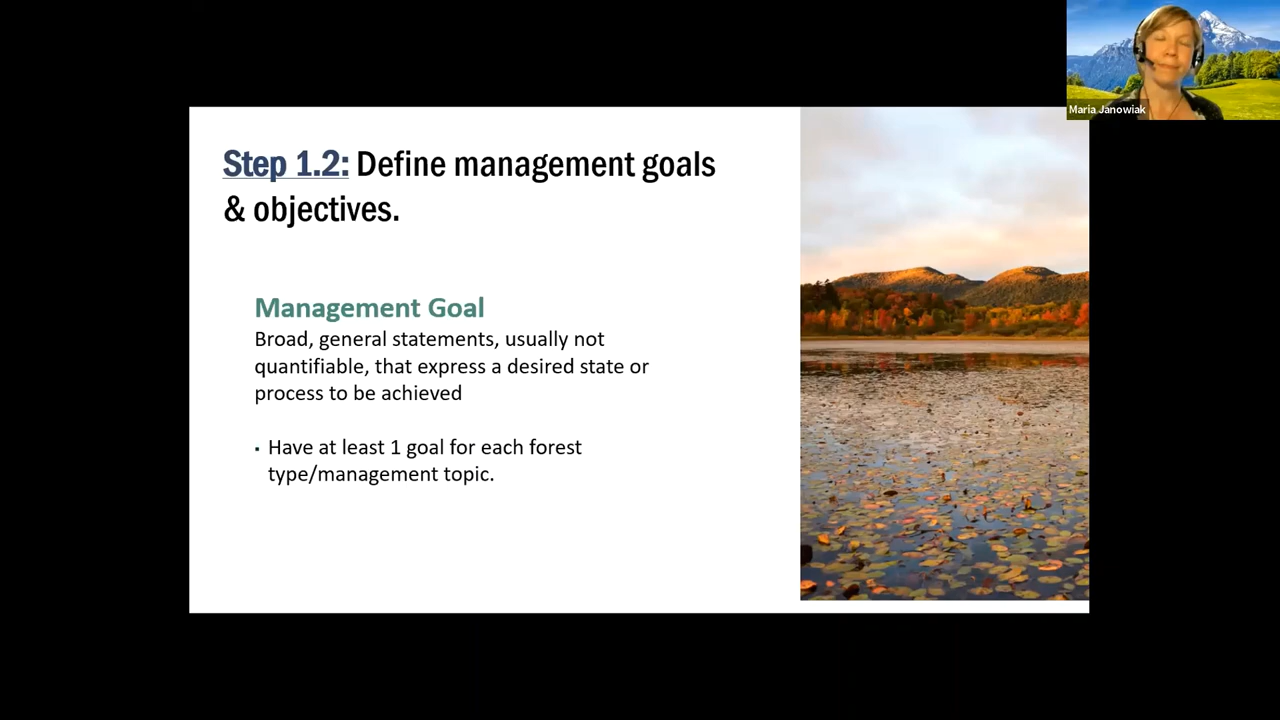 Maria Janowiak
Step 1.2: Define management goals
& objectives.
Management Goal
Broad, general statements, usually not
quantifiable, that express a desired state or
process to be achieved
▪ Have at least 1 goal for each forest
type/management topic.